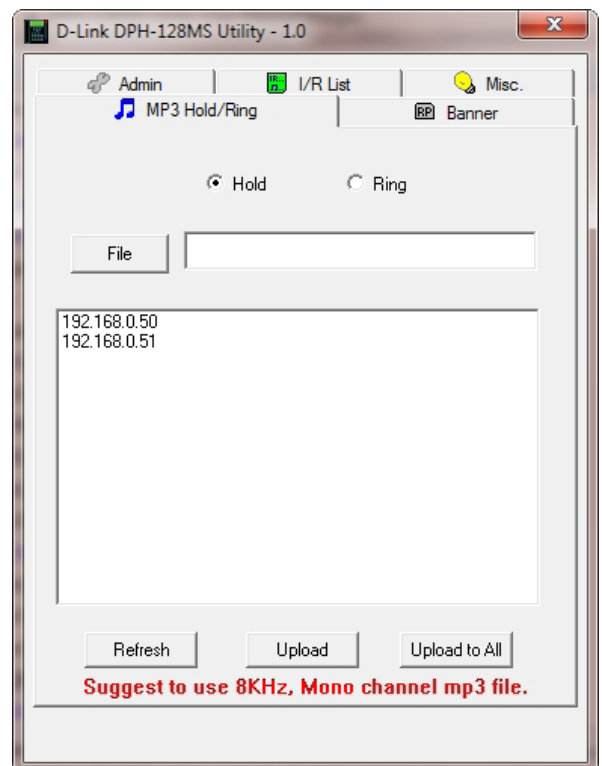 D-Link DPH-128MS Utility - 1.0
X
Admin I/R List Misc.
MP3 Hold/Ring RP Banner
Hold Ring
File
192.168.0.50
192.168.0.51
Refresh Upload Upload to All
Suggest to use 8KHz, Mono channel mp3 file.